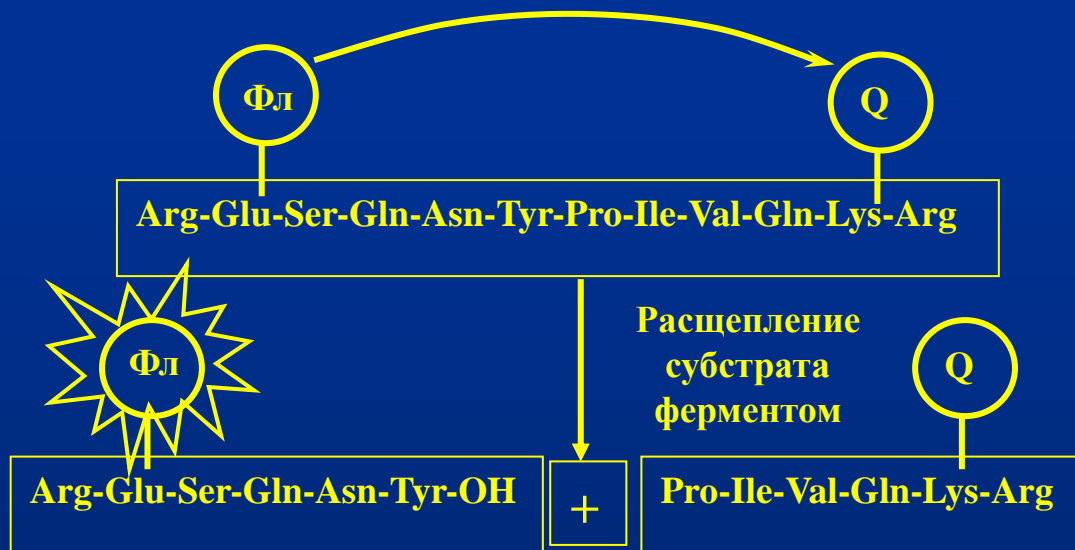 Фл
Q
Arg-Glu-Ser-Gln-Asn-Tyr-Pro-Ile-Val-Gln-Lys-Arg
Расщепление
субстрата
ферментом
Фл
Q
Arg-Glu-Ser-Gln-Asn-Tyr-OH
+
Pro-Ile-Val-Gln-Lys-Arg